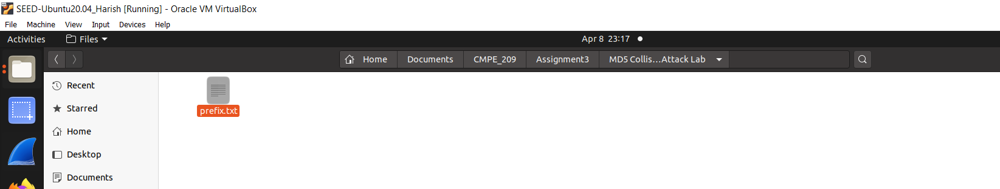 SEED-Ubuntu20.04_Harish [Running] - Oracle VM VirtualBox
File Machine View Input Devices Help
Activities Files Apr 8 23:17
Home Documents CMPE_209 Assignment3 MD5 Collis…Attack Lab
Recent
Starred
Home
Desktop
Documents
prefix.txt